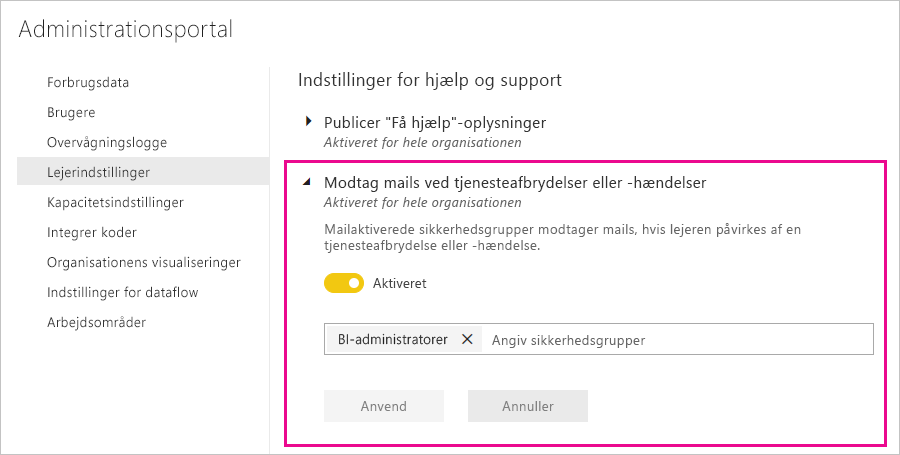 Administrationsportal
Forbrugsdata
Brugere
Overvågningslogge
Lejerindstillinger
Kapacitetsindstillinger
Integrer koder
Organisationens visualiseringer
Indstillinger for dataflow
Arbejdsområder
Indstillinger for hjælp og support
Publicer "Få hjælp"-oplysninger
Aktiveret for hele organisationen
Modtag mails ved tjenesteafbrydelser eller -hændelser
Aktiveret for hele organisationen
Mailaktiverede sikkerhedsgrupper modtager mails, hvis lejeren påvirkes af en
tjenesteafbrydelse eller -hændelse.
Aktiveret
BI-administratorer Angiv sikkerhedsgrupper
Anvend Annuller